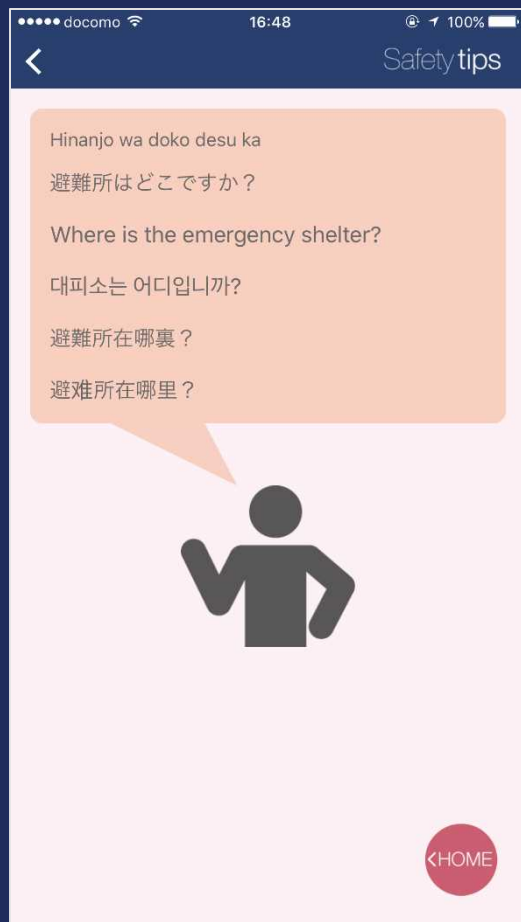 docomo 16:48 100%
Safety tips
Hinanjo wa doko desu ka
避難所はどこですか？
Where is the emergency shelter?
대피소는 어디입니까?
避難所在哪裏？
避难所在哪里？
<HOME